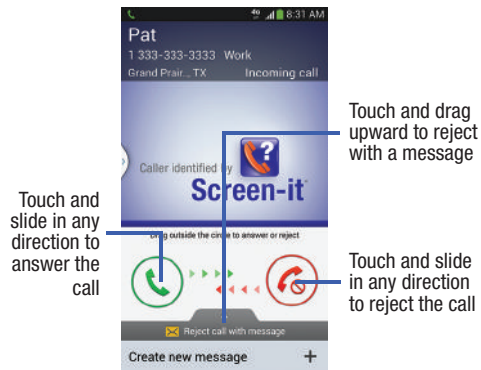 4G 8:31 AM
Pat
1 333-333-3333 Work
Grand Prair.., TX Incoming call
Caller identified by
Screen-it
Drag outside the circle to answer or reject
Reject call with message
Create new message +
Touch and
slide in any
direction to
answer the
call
Touch and drag
upward to reject
with a message
Touch and slide
in any direction
to reject the call